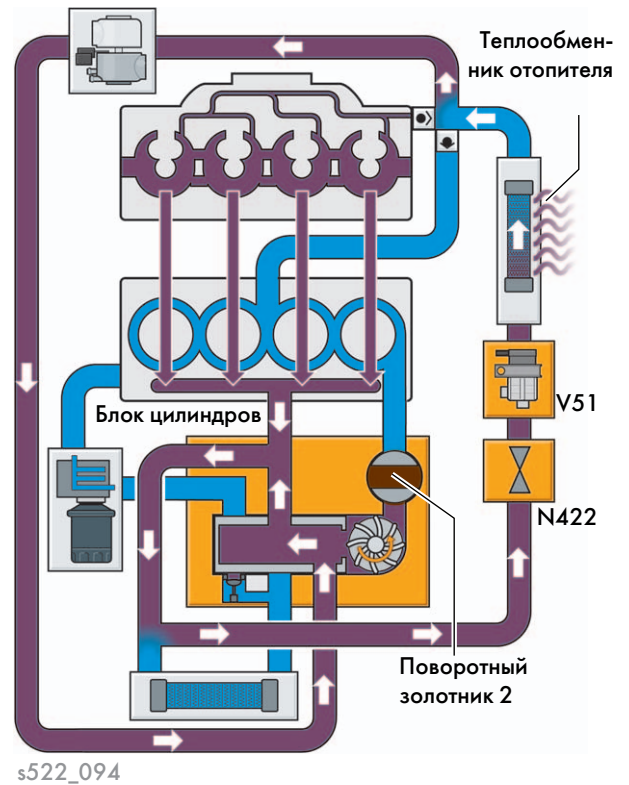 Теплообмен-
ник отопителя
Блок цилиндров
V51
N422
Поворотный
золотник 2
s522_094